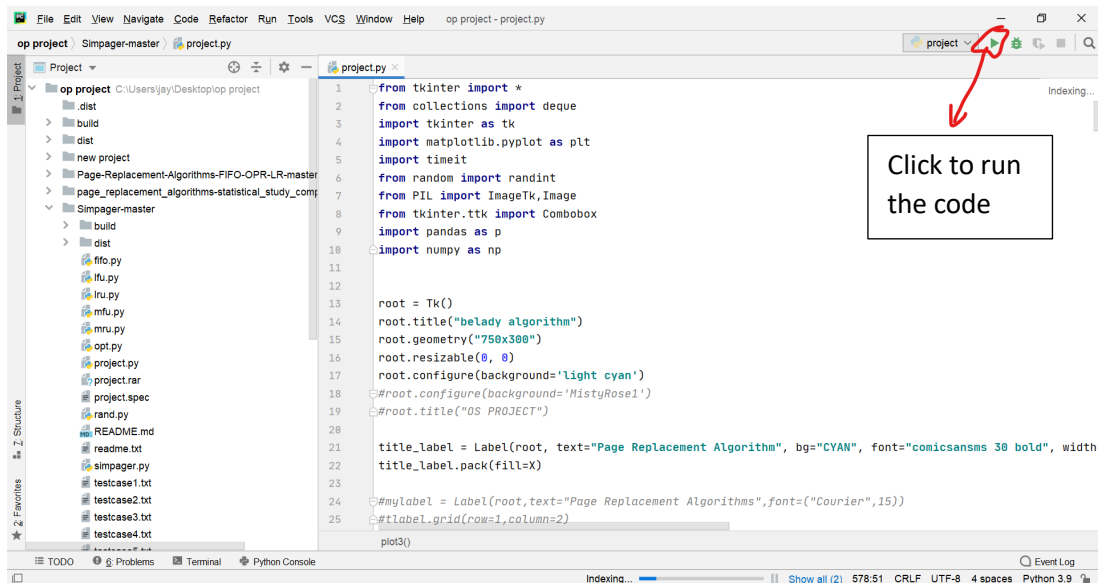 File Edit View Navigate Code Refactor Run Tools VCS Window Help op project - project.py
op project Simpager-master project.py
project
1: Project
Project
project.py
op project C:\Users\jay\Desktop\op project
.dist
build
dist
new project
Page-Replacement-Algorithms-FIFO-OPR-LR-master
page_replacement_algorithms-statistical_study_comp
Simpager-master
build
dist
fifo.py
lfu.py
lru.py
mfu.py
mru.py
opt.py
project.py
project.rar
project.spec
rand.py
README.md
readme.txt
simpager.py
testcase1.txt
testcase2.txt
testcase3.txt
testcase4.txt
7: Structure
2: Favorites
1 from tkinter import *
2 from collections import deque
3 import tkinter as tk
4 import matplotlib.pyplot as plt
5 import timeit
6 from random import randint
7 from PIL import ImageTk,Image
8 from tkinter.ttk import Combobox
9 import pandas as p
10 import numpy as np
11
12
13 root = Tk()
14 root.title("belady algorithm")
15 root.geometry("750x300")
16 root.resizable(0, 0)
17 root.configure(background='light cyan')
18 #root.configure(background='MistyRose1')
19 #root.title("OS PROJECT")
20
21 title_label = Label(root, text="Page Replacement Algorithm", bg="CYAN", font="comicsansms 30 bold", width
22 title_label.pack(fill=X)
23
24 #mylabel = Label(root,text="Page Replacement Algorithms",font=("Courier",15))
25 #tlabel.grid(row=1,column=2)
plot3()
Indexing...
Click to run
the code
TODO 6: Problems Terminal Python Console Event Log
Indexing... Show all (2) 578:51 CRLF UTF-8 4 spaces Python 3.9